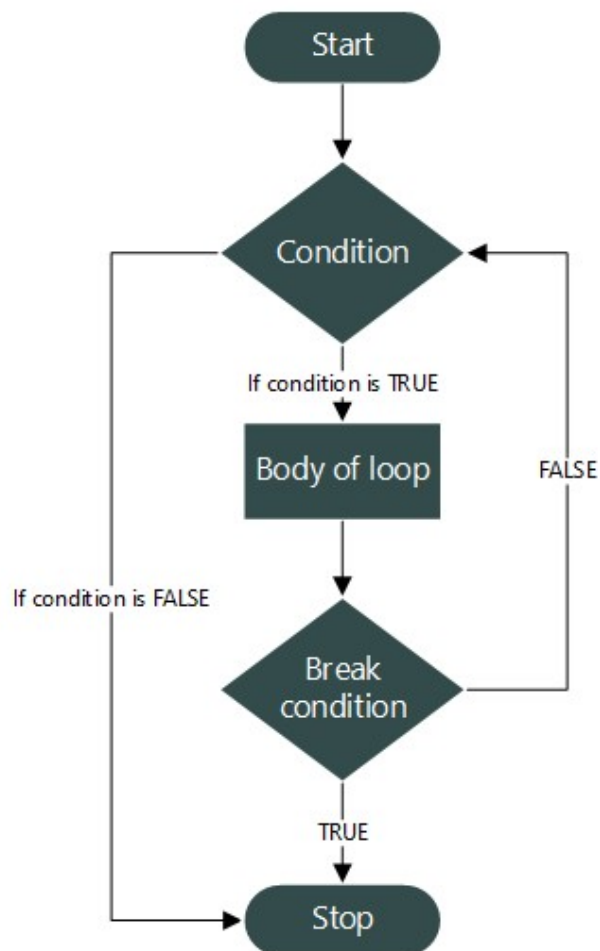 Start
Condition
If condition is TRUE
Body of loop
FALSE
If condition is FALSE
Break
condition
TRUE
Stop